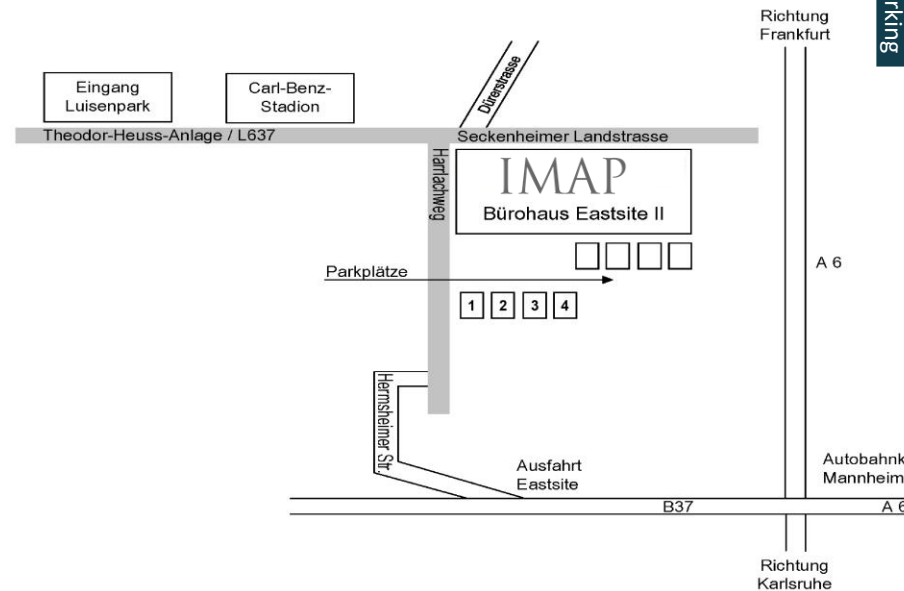 rking
Richtung
Frankfurt
Dürerstrasse
Eingang
Luisenpark
Carl-Benz-
Stadion
Theodor-Heuss-Anlage / L637
Seckenheimer Landstrasse
Harrlachweg
IMAP
Bürohaus Eastsite II
A 6
Parkplätze
1 2 3 4
Hermsheimer Str.
Ausfahrt
Eastsite
Autobahnk
Mannheim
B37
A 6
Richtung
Karlsruhe